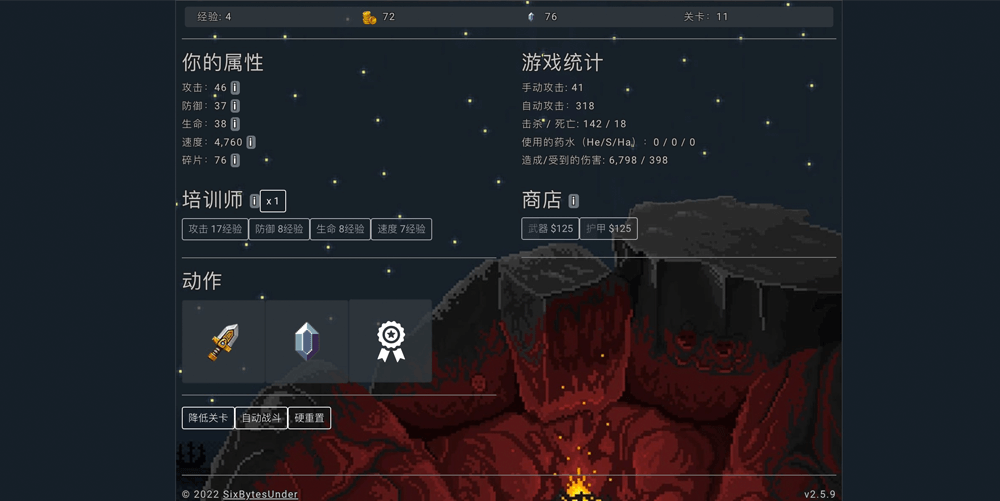 经验: 4 72 76 关卡: 11
你的属性
攻击: 46 i
防御: 37 i
生命: 38 i
速度: 4,760 i
碎片: 76 i
游戏统计
手动攻击: 41
自动攻击: 318
击杀 / 死亡: 142 / 18
使用的药水（He/S/Ha）: 0 / 0 / 0
造成/受到的伤害: 6,798 / 398
培训师 i x 1
攻击 17经验 防御 8经验 生命 8经验 速度 7经验
商店 i
武器 $125 护甲 $125
动作
降低关卡 自动战斗 硬重置
© 2022 SixBytesUnder v2.5.9